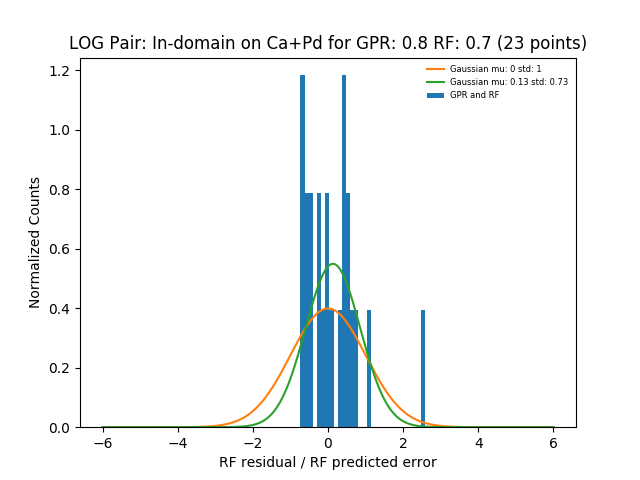 LOG Pair: In-domain on Ca+Pd for GPR: 0.8 RF: 0.7 (23 points)
Gaussian mu: 0 std: 1
Gaussian mu: 0.13 std: 0.73
GPR and RF
1.2
1.0
0.8
0.6
0.4
0.2
0.0
Normalized Counts
−6
−4
−2
0
2
4
6
RF residual / RF predicted error